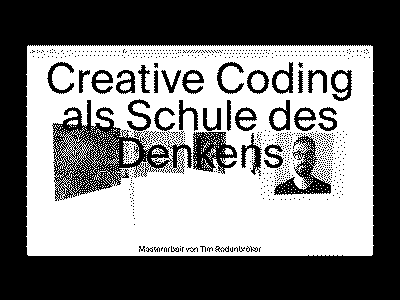 Creative Coding
als Schule des
Denkens
Masterarbeit von Tim Rodenbröker